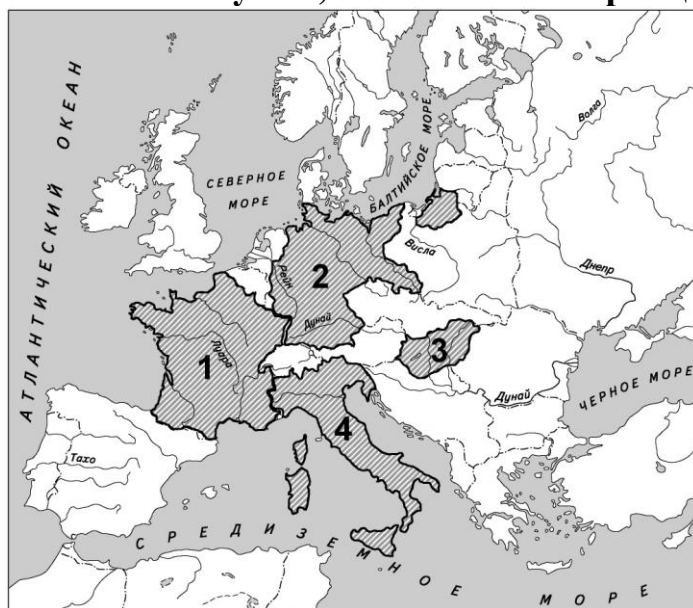 АТЛАНТИЧЕСКИЙ ОКЕАН
СЕВЕРНОЕ
МОРЕ
БАЛТИЙСКОЕ МОРЕ
Волга
Висла
Днепр
Рейн
2
Дунай
1
Луара
3
Дунай
ЧЕРНОЕ МОРЕ
4
Тахо
СРЕДИЗЕМНОЕ МОРЕ